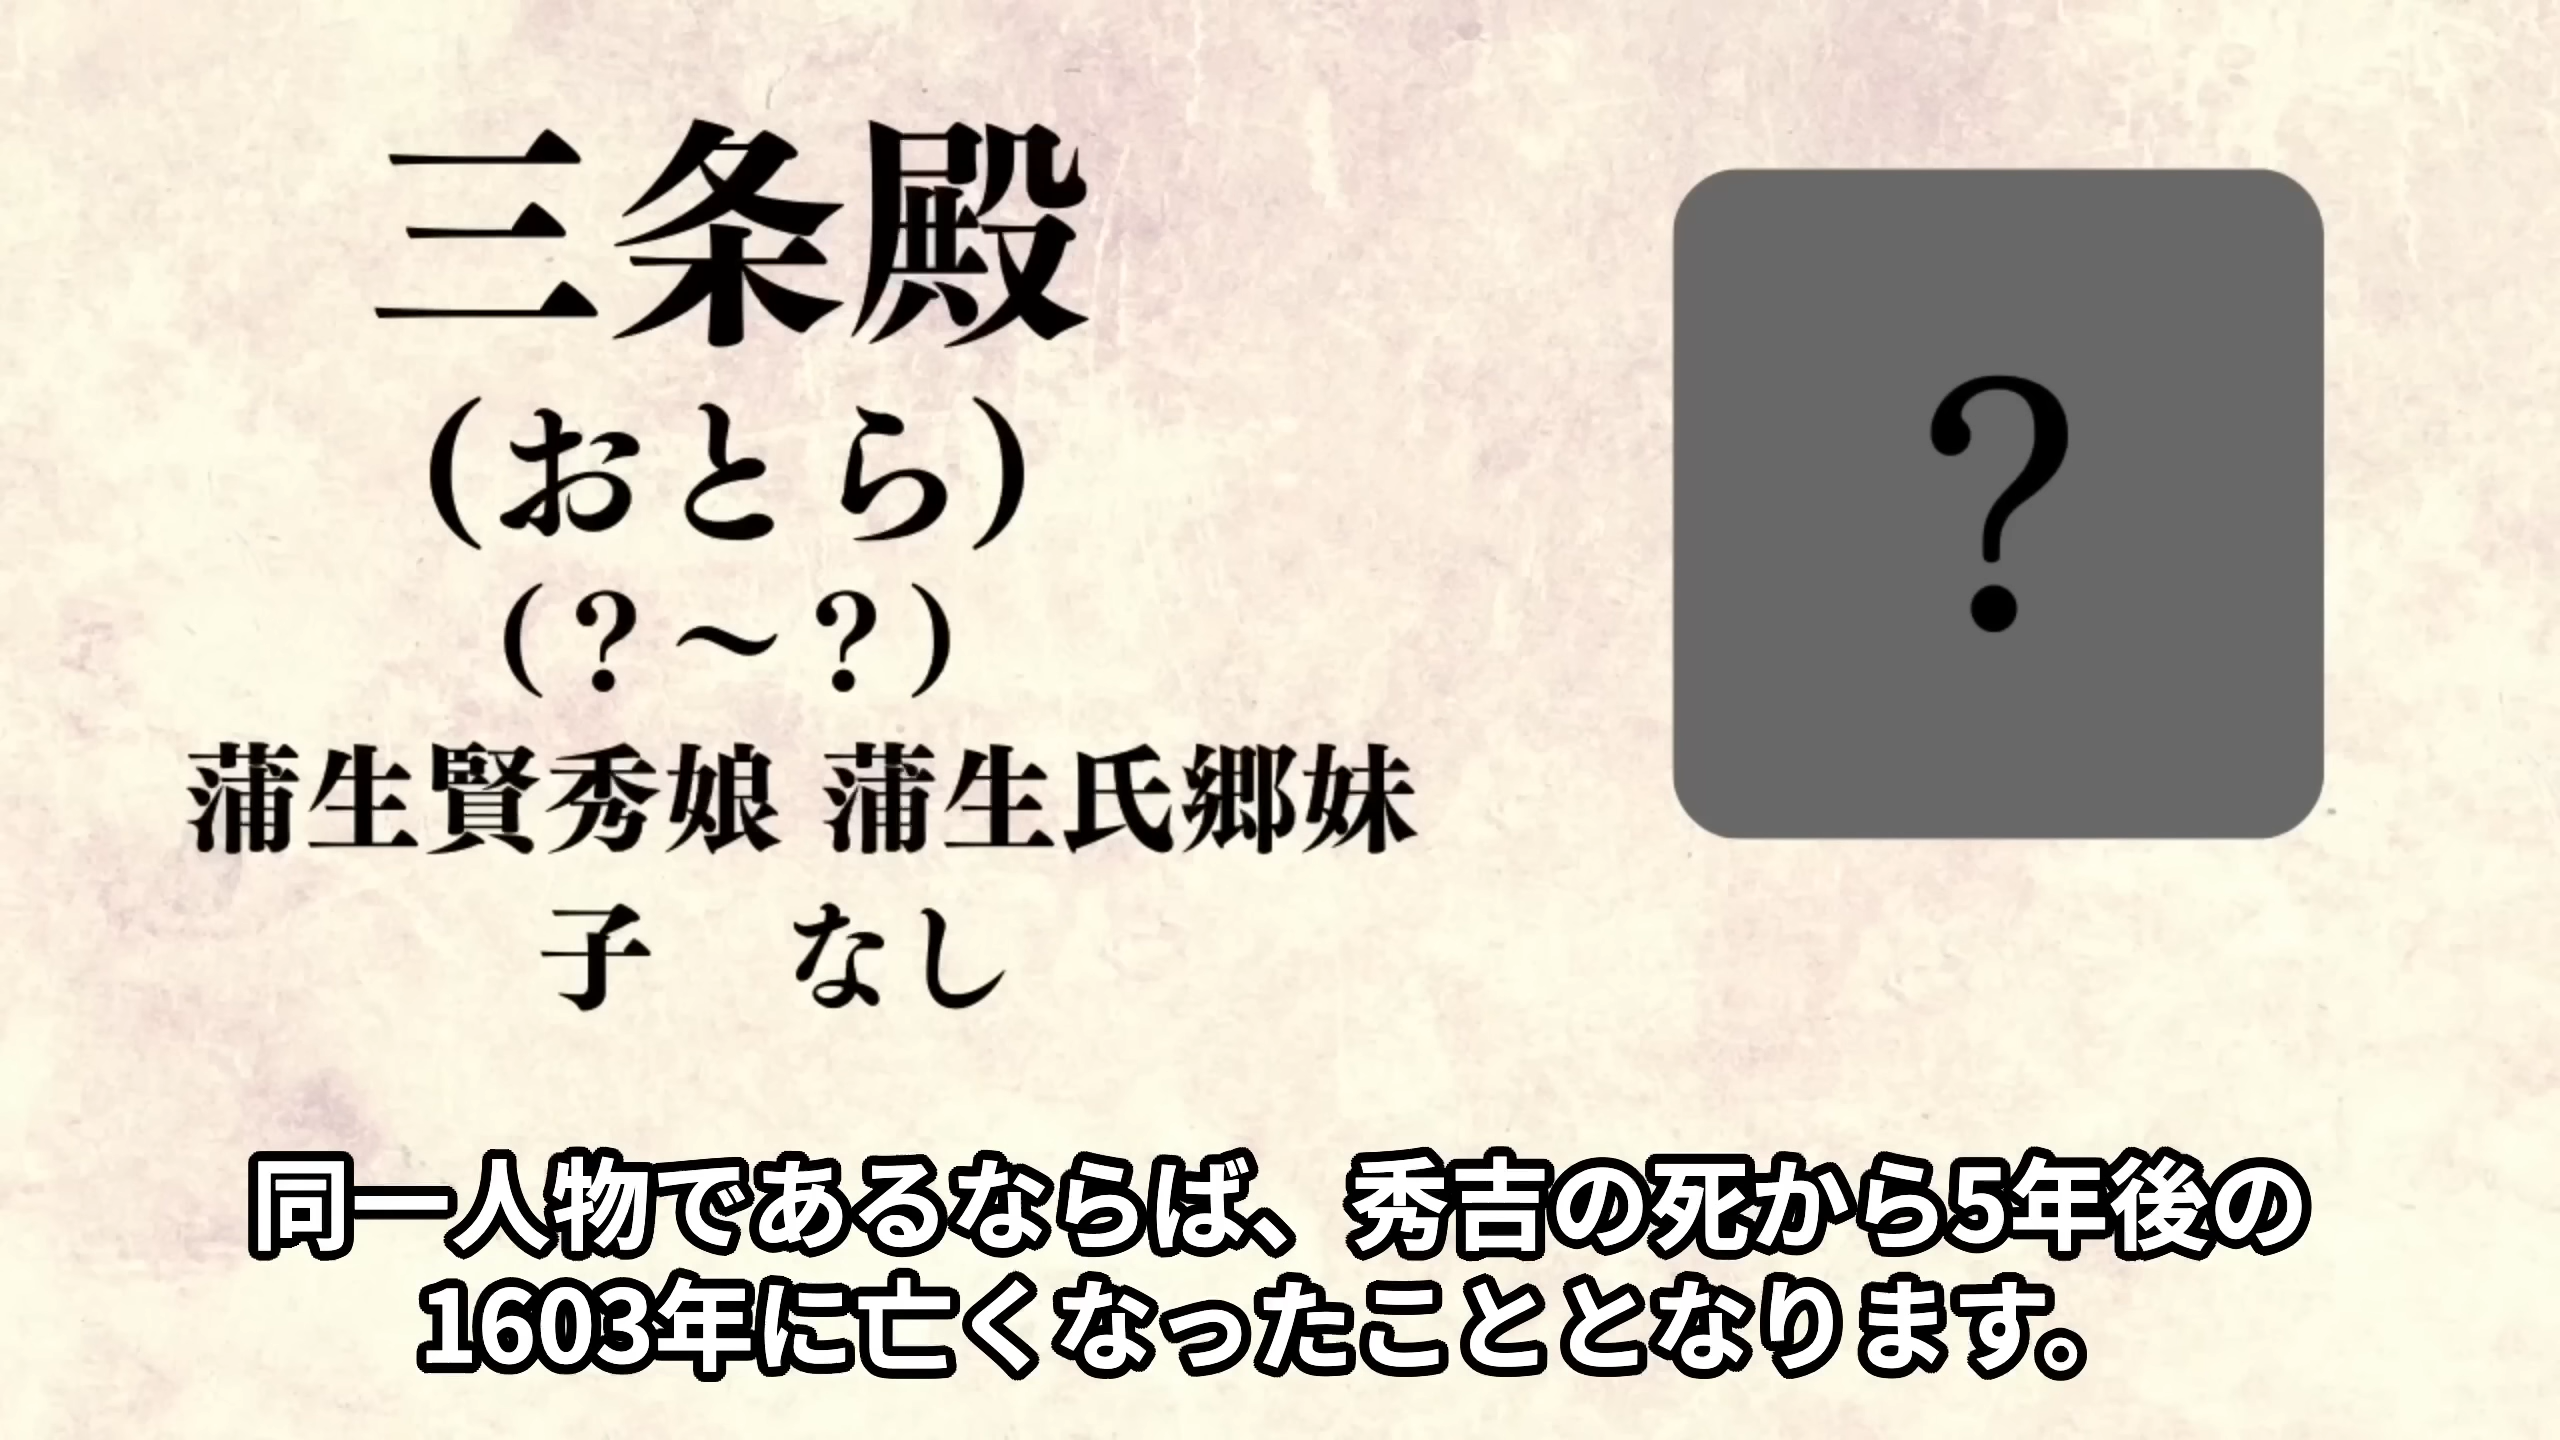 三条殿
(おとら)
(？～？)
蒲生賢秀娘 蒲生氏郷妹
子　なし
？
同一人物であるならば、秀吉の死から5年後の
1603年に亡くなったこととなります。